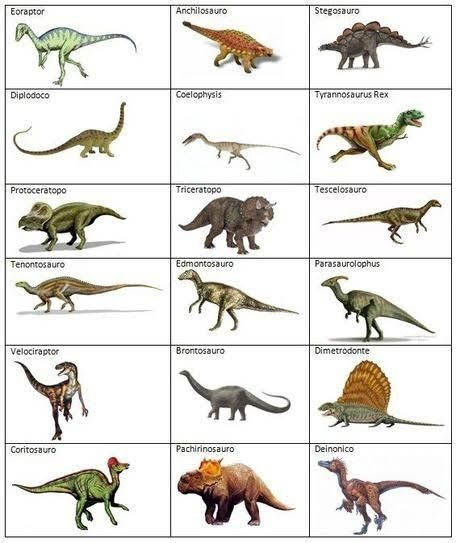 Eoraptor
Anchilosauro
Stegosauro
Diplodoco
Coelophysis
Tyrannosaurus Rex
Protoceratopo
Triceratopo
Tescelosauro
Tenontosauro
Edmontosauro
Parasaurolophus
Velociraptor
Brontosauro
Dimetrodonte
Coritosauro
Pachirinosauro
Deinonico